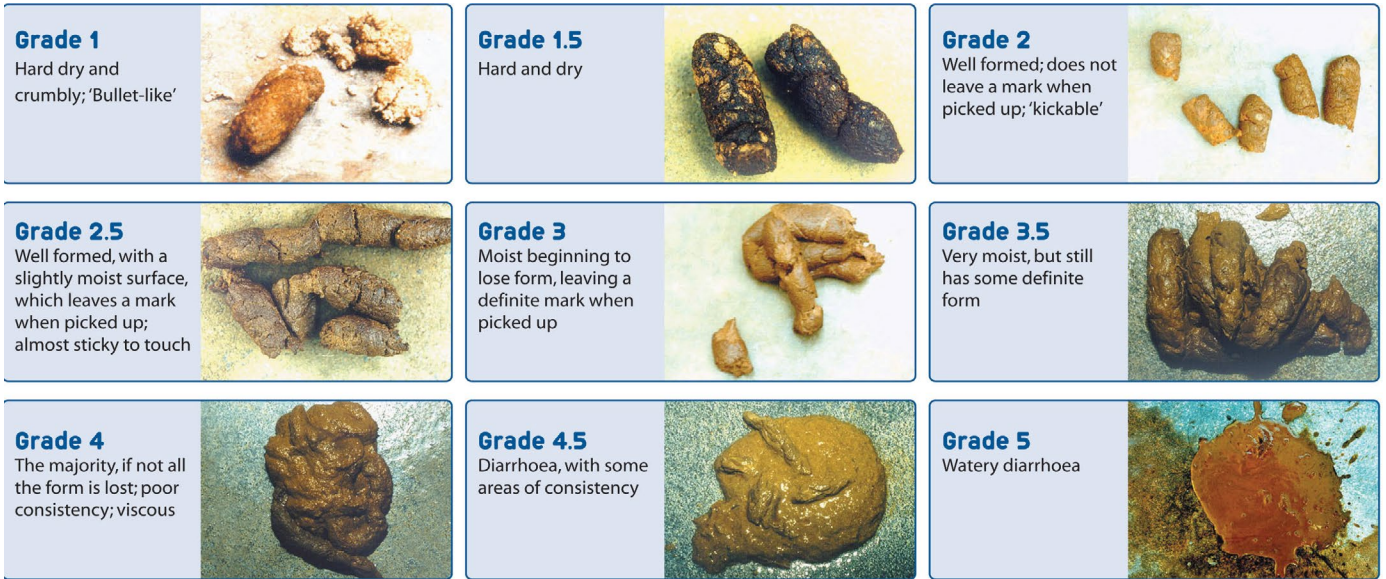 Grade 1
Hard dry and
crumbly; ‘Bullet-like’
Grade 1.5
Hard and dry
Grade 2
Well formed; does not
leave a mark when
picked up; ‘kickable’
Grade 2.5
Well formed, with a
slightly moist surface,
which leaves a mark
when picked up;
almost sticky to touch
Grade 3
Moist beginning to
lose form, leaving a
definite mark when
picked up
Grade 3.5
Very moist, but still
has some definite
form
Grade 4
The majority, if not all
the form is lost; poor
consistency; viscous
Grade 4.5
Diarrhoea, with some
areas of consistency
Grade 5
Watery diarrhoea